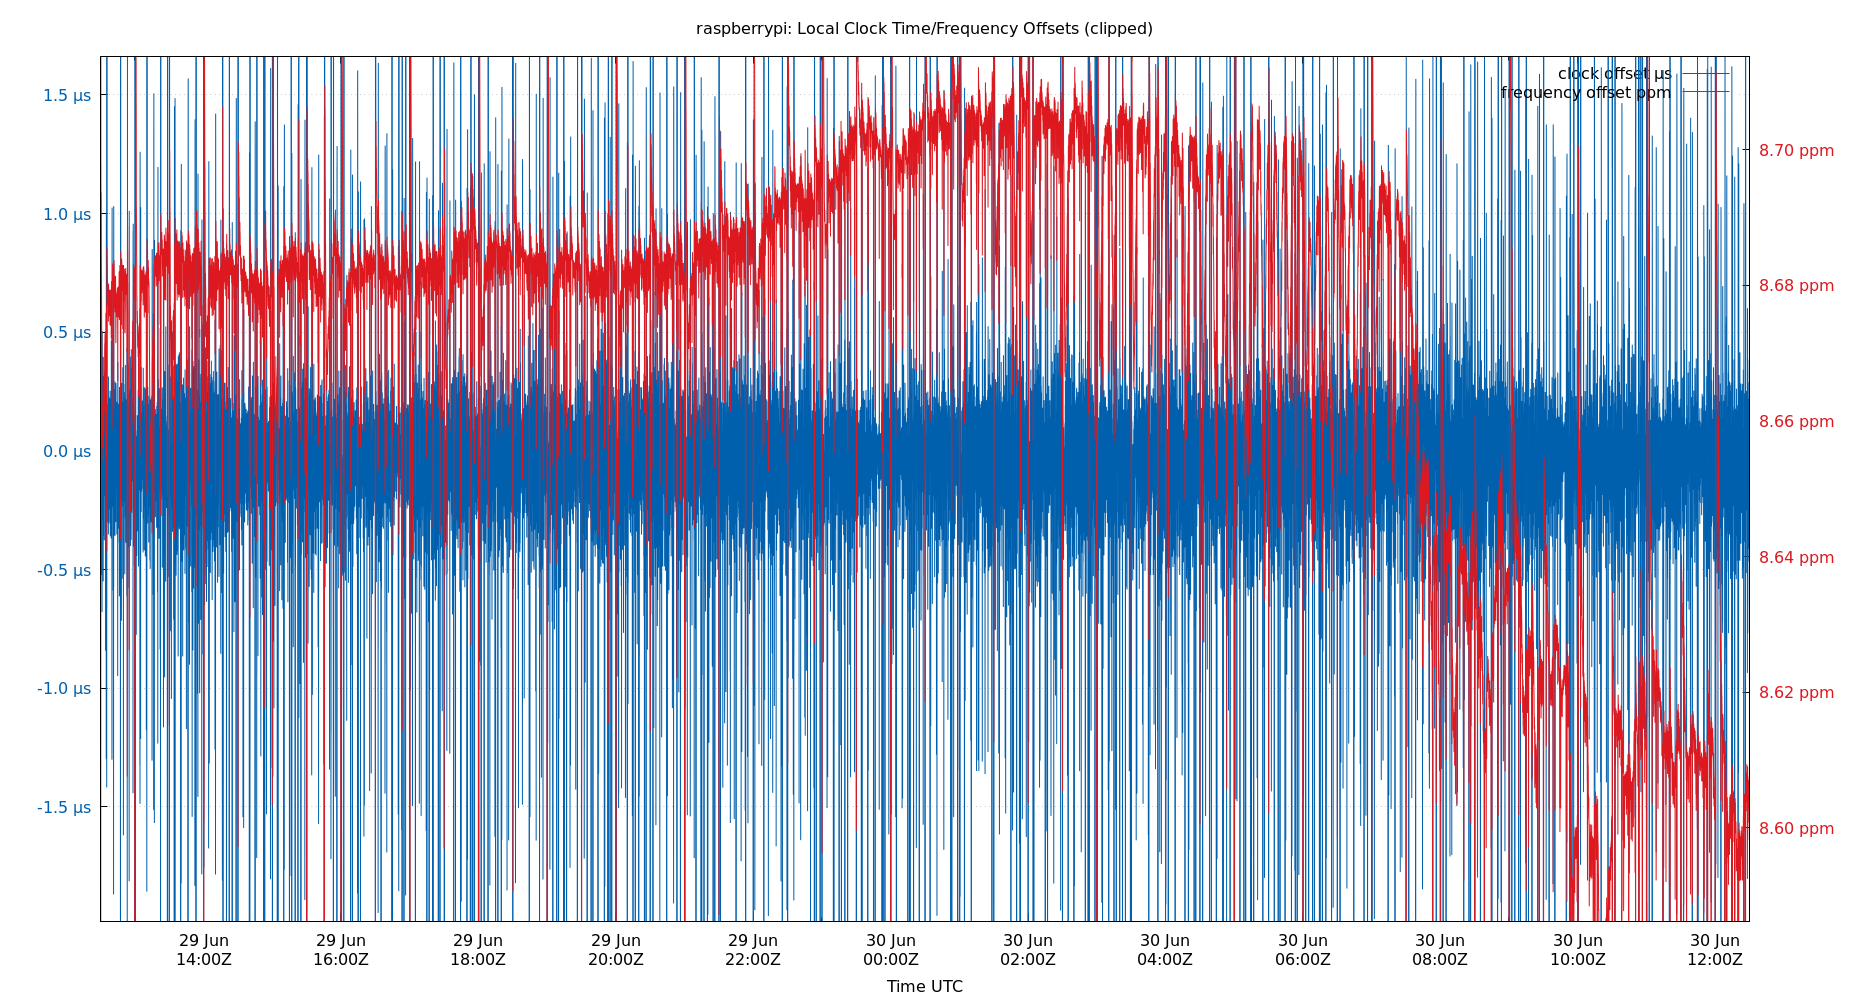 raspberrypi: Local Clock Time/Frequency Offsets (clipped)
clock offset µs
frequency offset ppm
1.5 µs
1.0 µs
0.5 µs
0.0 µs
-0.5 µs
-1.0 µs
-1.5 µs
8.70 ppm
8.68 ppm
8.66 ppm
8.64 ppm
8.62 ppm
8.60 ppm
29 Jun 29 Jun 29 Jun 29 Jun 29 Jun 30 Jun 30 Jun 30 Jun 30 Jun 30 Jun 30 Jun 30 Jun
14:00Z 16:00Z 18:00Z 20:00Z 22:00Z 00:00Z 02:00Z 04:00Z 06:00Z 08:00Z 10:00Z 12:00Z
Time UTC